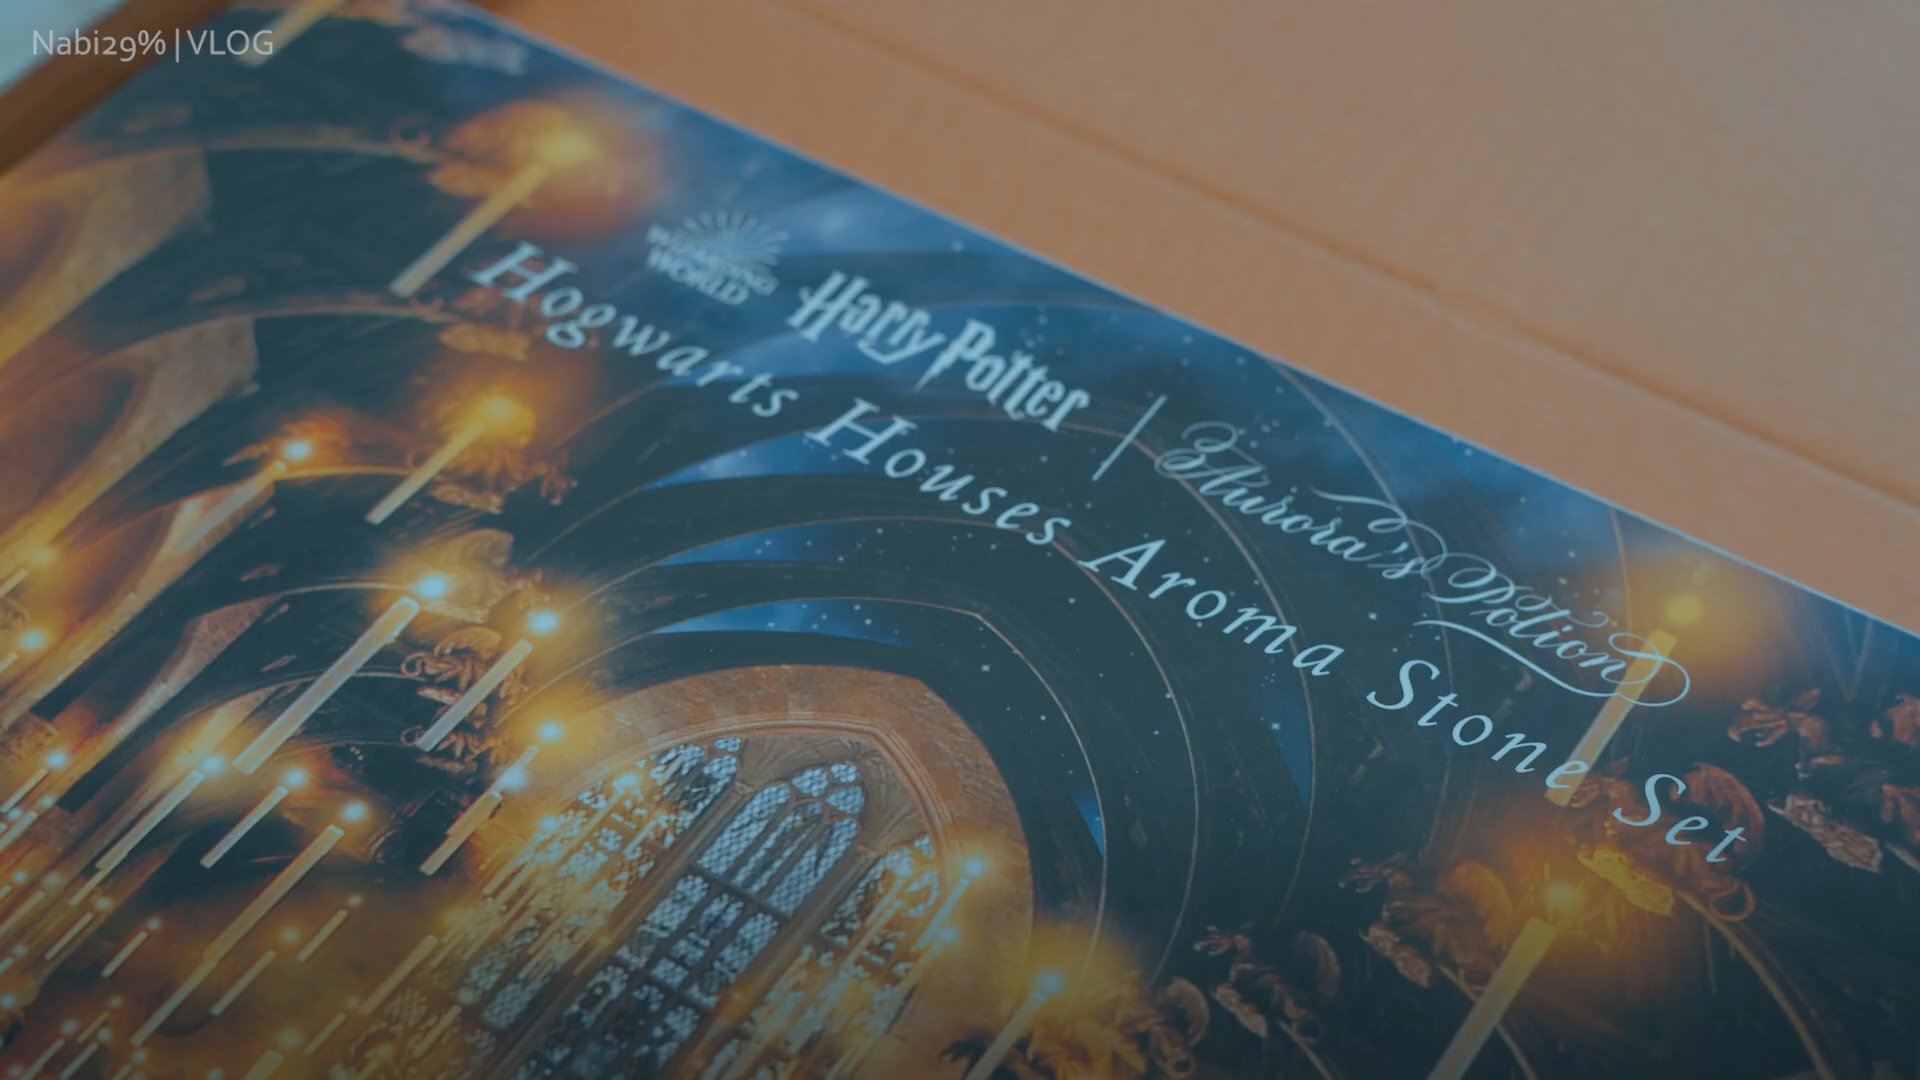 Nabi29% | VLOG
WIZARDING
WORLD
Harry Potter | Aurora's Potion
Hogwarts Houses Aroma Stone Set